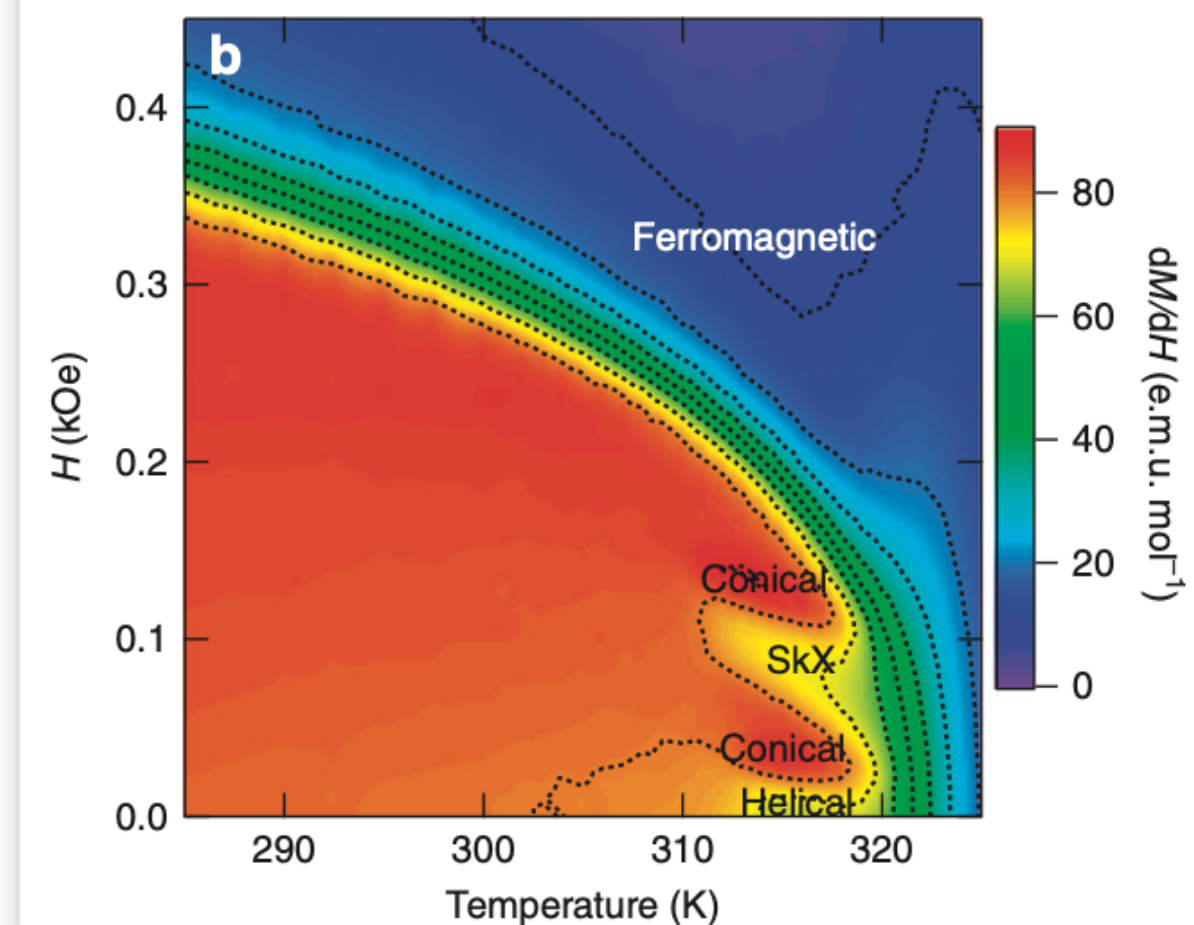 b
0.4
0.3
0.2
0.1
0.0
H (kOe)
290
300
310
320
Temperature (K)
Ferromagnetic
Conical
SkX
Conical
Helical
80
60
40
20
0
dM/dH (e.m.u. mol⁻¹)